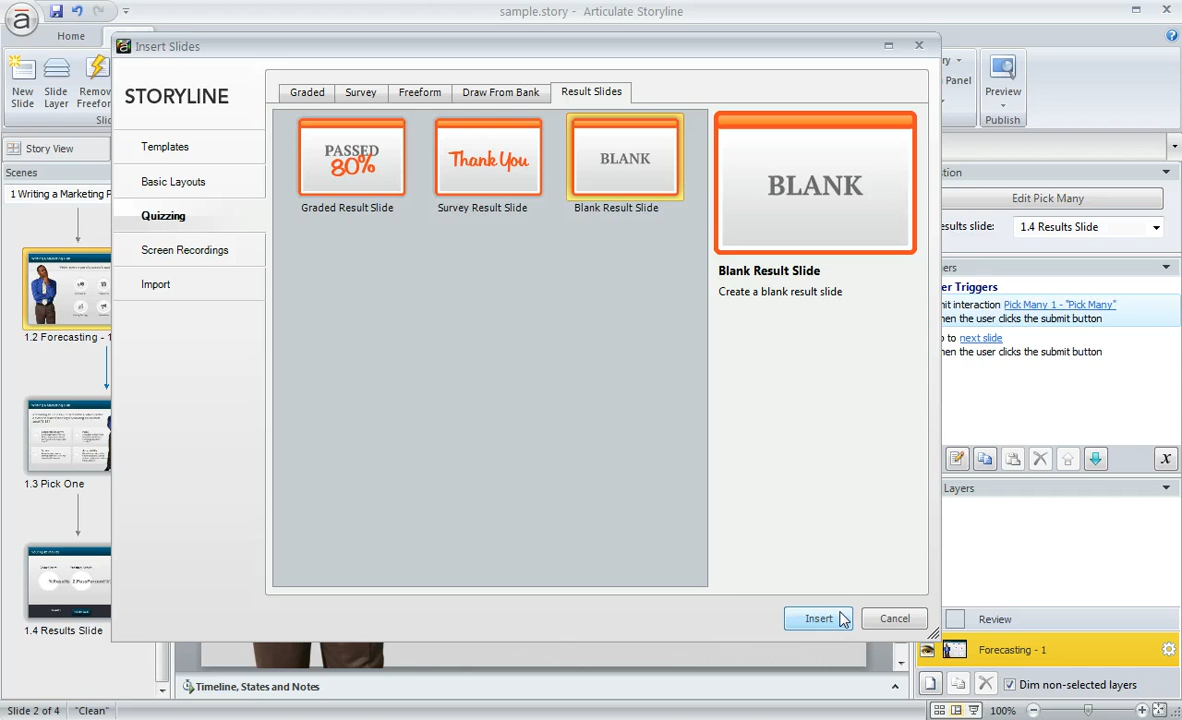 sample.story - Articulate Storyline
Home
Insert Slides
New Slide
Slide Layer
Remov
Freefor
Slid
Story View
Scenes
1 Writing a Marketing P
1.2 Forecasting - 1
1.3 Pick One
1.4 Results Slide
STORYLINE
Templates
Basic Layouts
Quizzing
Screen Recordings
Import
Graded
Survey
Freeform
Draw From Bank
Result Slides
PASSED
80%
Thank You
BLANK
Graded Result Slide
Survey Result Slide
Blank Result Slide
BLANK
Blank Result Slide
Create a blank result slide
Insert
Cancel
ry
Panel
Preview
Publish
stion
Edit Pick Many
esults slide:
1.4 Results Slide
ers
er Triggers
mit interaction Pick Many 1 - "Pick Many"
hen the user clicks the submit button
o to next slide
hen the user clicks the submit button
Layers
Review
Forecasting - 1
Dim non-selected layers
Timeline, States and Notes
Slide 2 of 4
"Clean"
100%